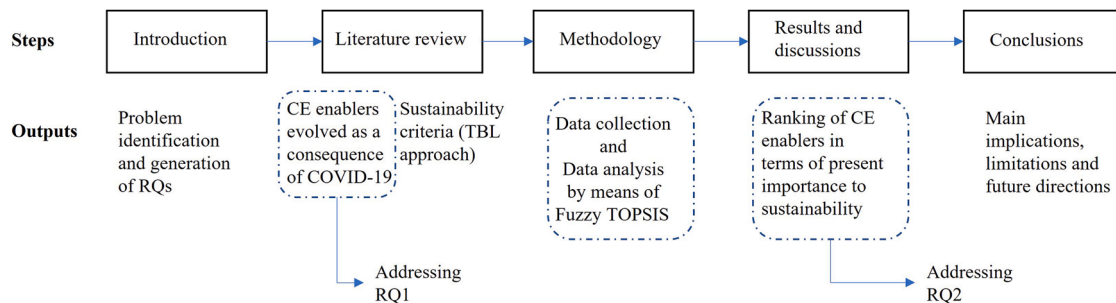 Steps
Introduction
Literature review
Methodology
Results and
discussions
Conclusions
Outputs
Problem
identification
and generation
of RQs
CE enablers
evolved as a
consequence
of COVID-19
Sustainability
criteria (TBL
approach)
Data collection
and
Data analysis
by means of
Fuzzy TOPSIS
Ranking of CE
enablers in
terms of present
importance to
sustainability
Main
implications,
limitations and
future directions
Addressing
RQ1
Addressing
RQ2